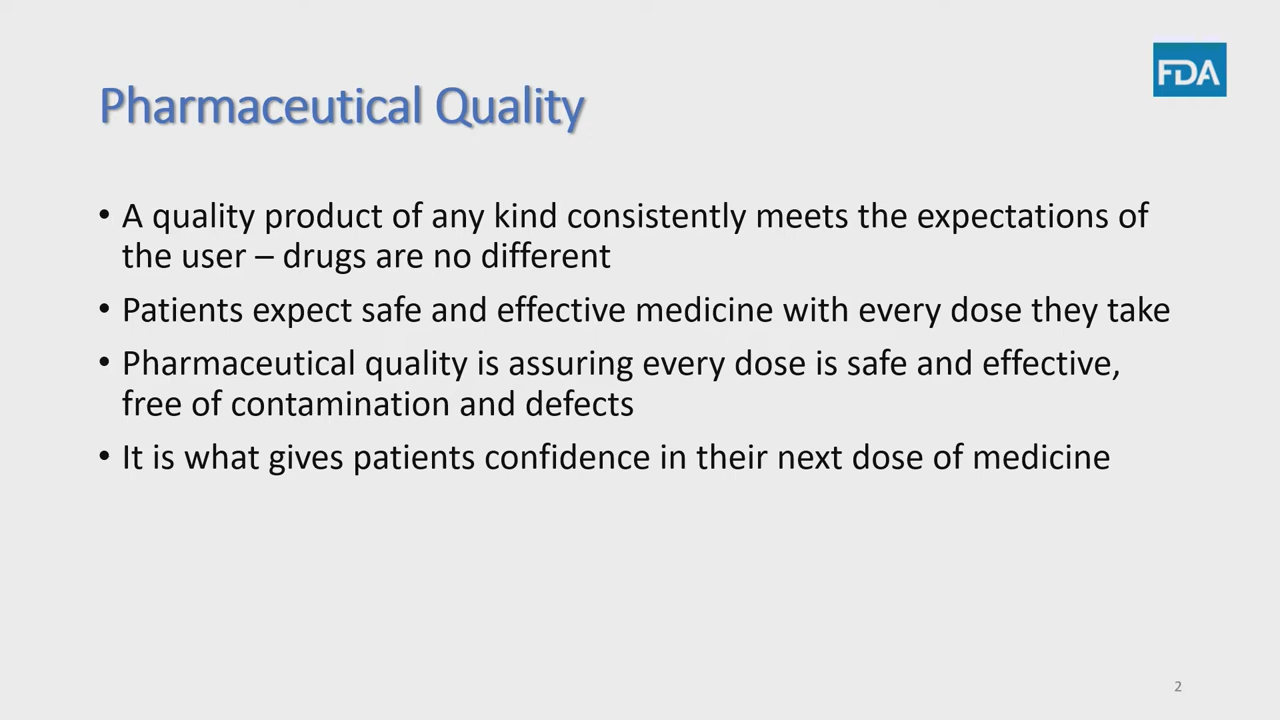 FDA
Pharmaceutical Quality
• A quality product of any kind consistently meets the expectations of
the user – drugs are no different
• Patients expect safe and effective medicine with every dose they take
• Pharmaceutical quality is assuring every dose is safe and effective,
free of contamination and defects
• It is what gives patients confidence in their next dose of medicine
2